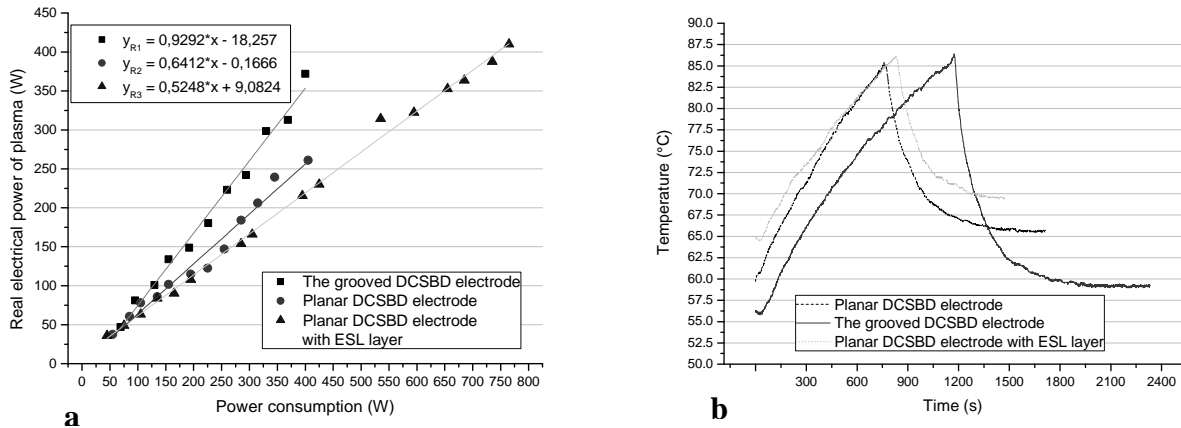 450
400
350
300
250
200
150
100
50
0
Real electrical power of plasma (W)
y_R1 = 0,9292*x - 18,257
y_R2 = 0,6412*x - 0,1666
y_R3 = 0,5248*x + 9,0824
The grooved DCSBD electrode
Planar DCSBD electrode
Planar DCSBD electrode
with ESL layer
0 50 100 150 200 250 300 350 400 450 500 550 600 650 700 750 800
Power consumption (W)
a
90.0
87.5
85.0
82.5
80.0
77.5
75.0
72.5
70.0
67.5
65.0
62.5
60.0
57.5
55.0
52.5
50.0
Temperature (°C)
Planar DCSBD electrode
The grooved DCSBD electrode
Planar DCSBD electrode with ESL layer
300 600 900 1200 1500 1800 2100 2400
Time (s)
b